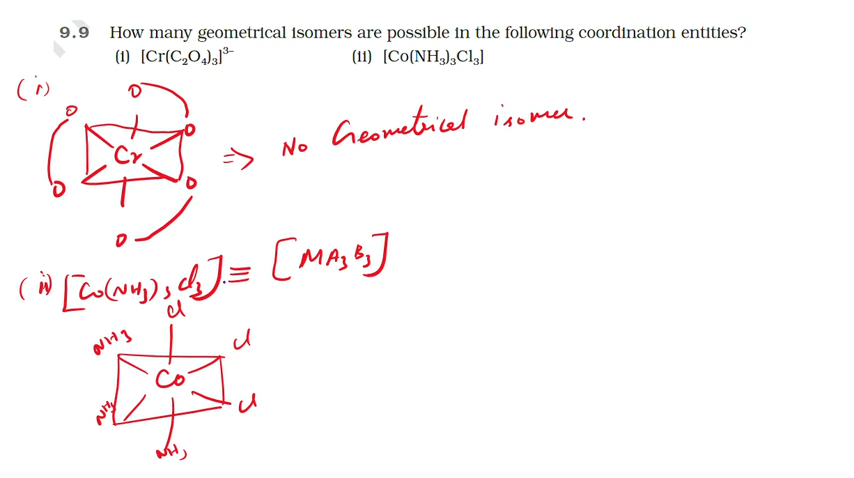 9.9 How many geometrical isomers are possible in the following coordination entities?
(i) [Cr(C₂O₄)₃]³⁻ (ii) [Co(NH₃)₃Cl₃]
(i)
O
O O
Cr ⇒ No Geometrical isomer.
O O
O
(ii) [Co(NH₃)₃Cl₃] ≡ [MA₃B₃]
Cl
NH3 Cl
Co
NH3 Cl
NH3